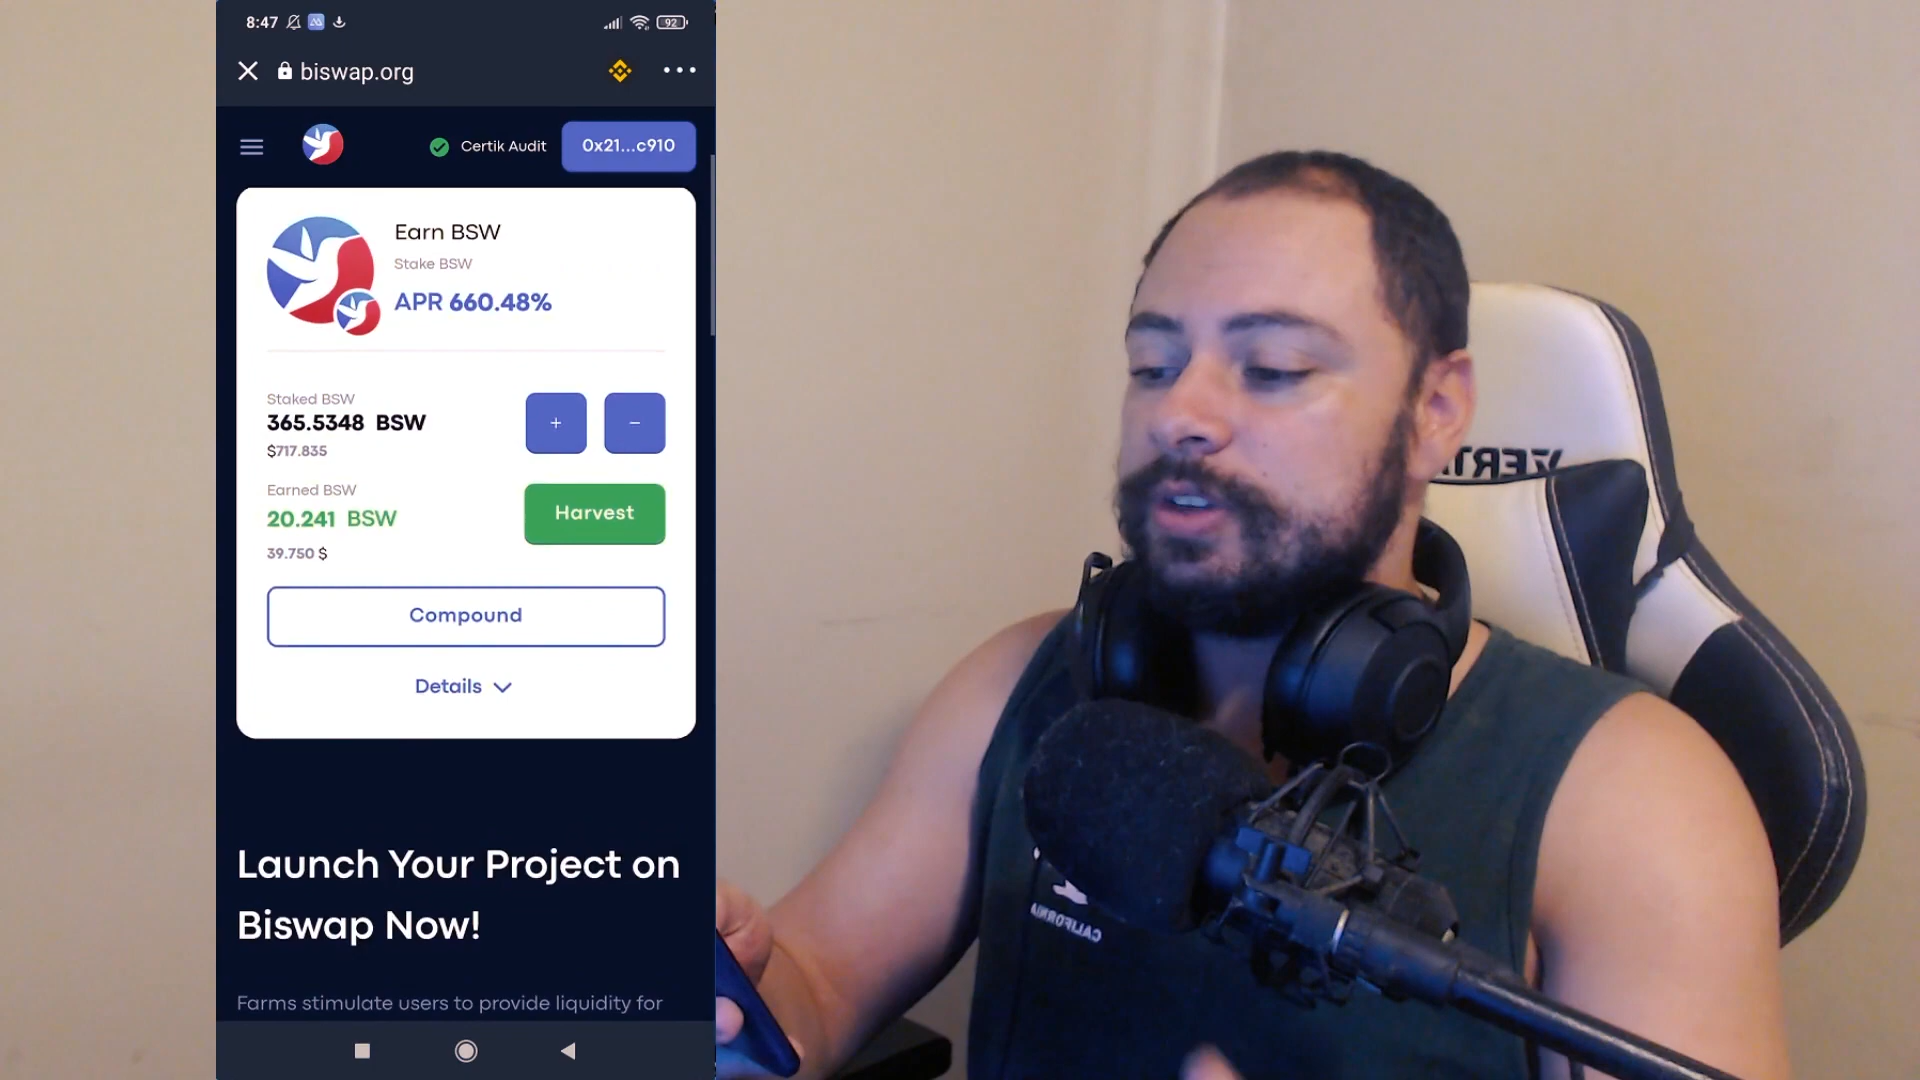 8:47
92
biswap.org
Certik Audit
0x21...c910
Earn BSW
Stake BSW
APR 660.48%
Staked BSW
365.5348 BSW
+
−
$717.835
Earned BSW
20.241 BSW
Harvest
39.750 $
Compound
Details
Launch Your Project on
Biswap Now!
Farms stimulate users to provide liquidity for
CALIFORNIA